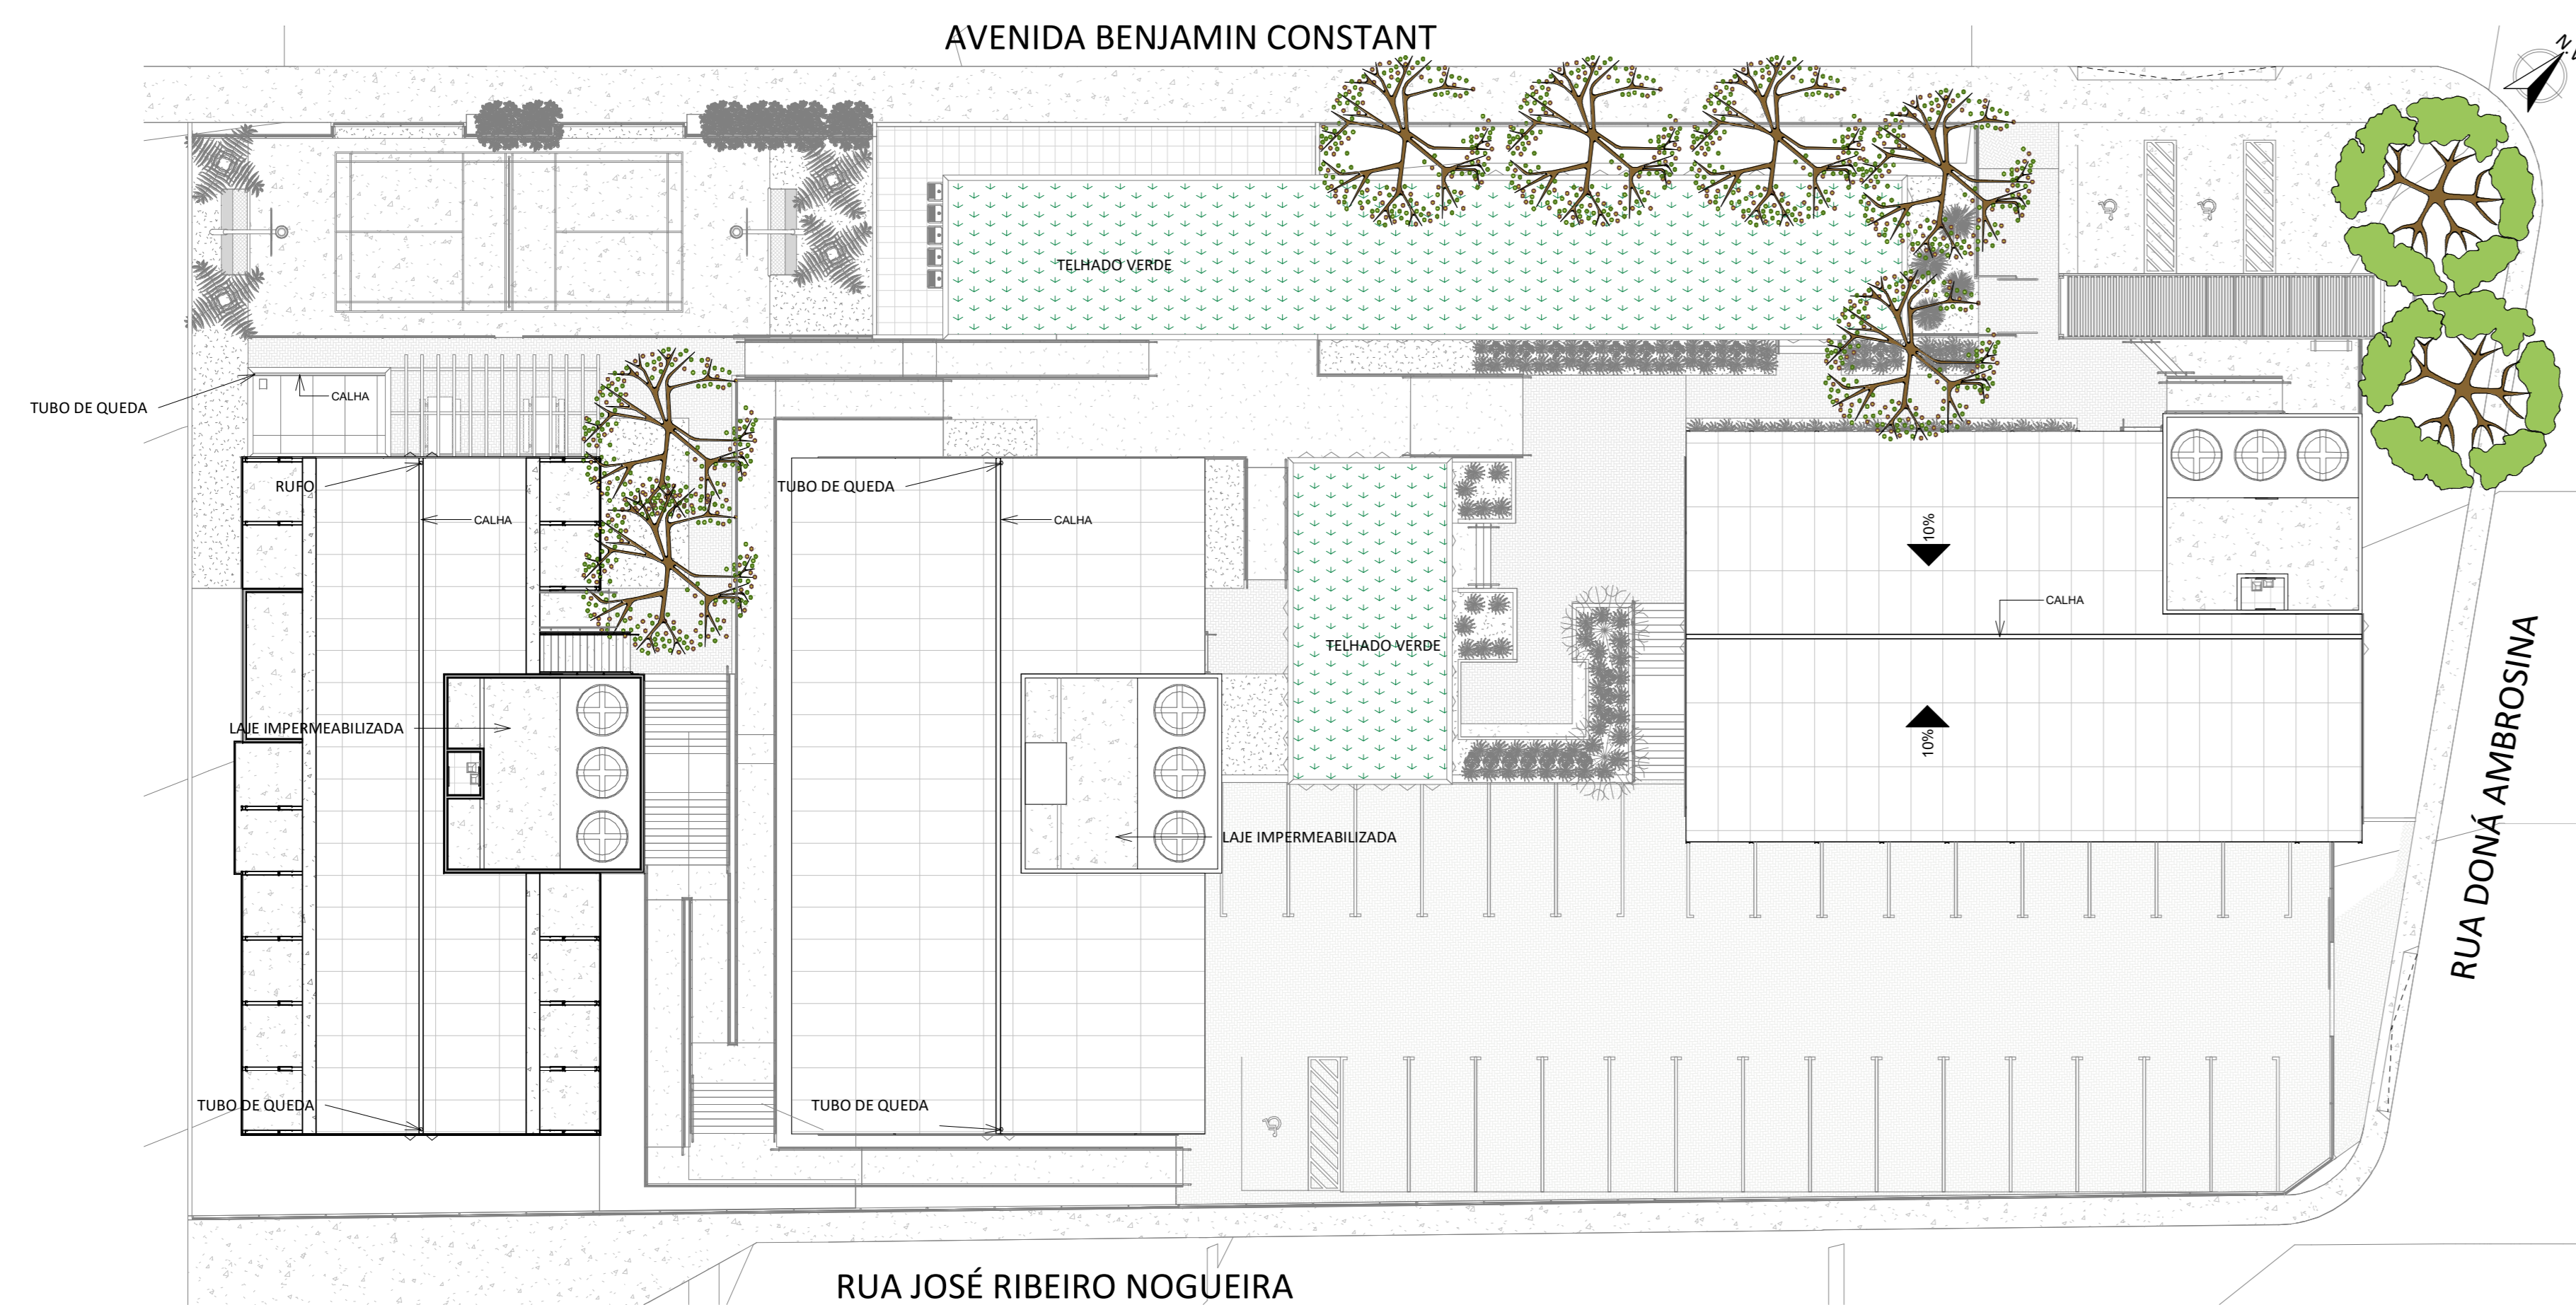 AVENIDA BENJAMIN CONSTANT
N.
TELHADO VERDE
CALHA
TUBO DE QUEDA
RUFO
TUBO DE QUEDA
CALHA
CALHA
10%
CALHA
TELHADO VERDE
LAJE IMPERMEABILIZADA
10%
LAJE IMPERMEABILIZADA
RUA DONÁ AMBROSINA
TUBO DE QUEDA
TUBO DE QUEDA
RUA JOSÉ RIBEIRO NOGUEIRA